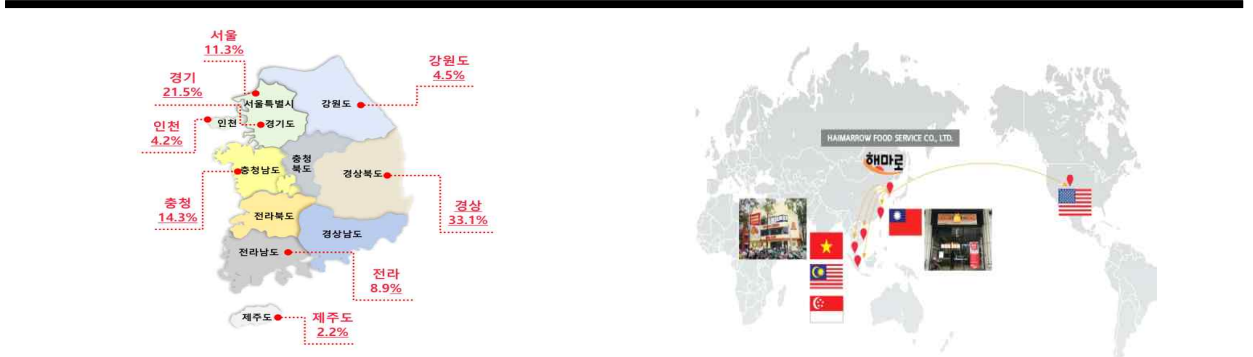 서울
11.3%
강원도
4.5%
경기
21.5%
서울특별시
강원도
인천
4.2%
인천
경기도
충청
북도
충청남도
경상북도
충청
14.3%
경상
33.1%
전라북도
경상남도
전라남도
전라
8.9%
제주도
제주도
2.2%
HAIMARROW FOOD SERVICE CO., LTD.
해마로